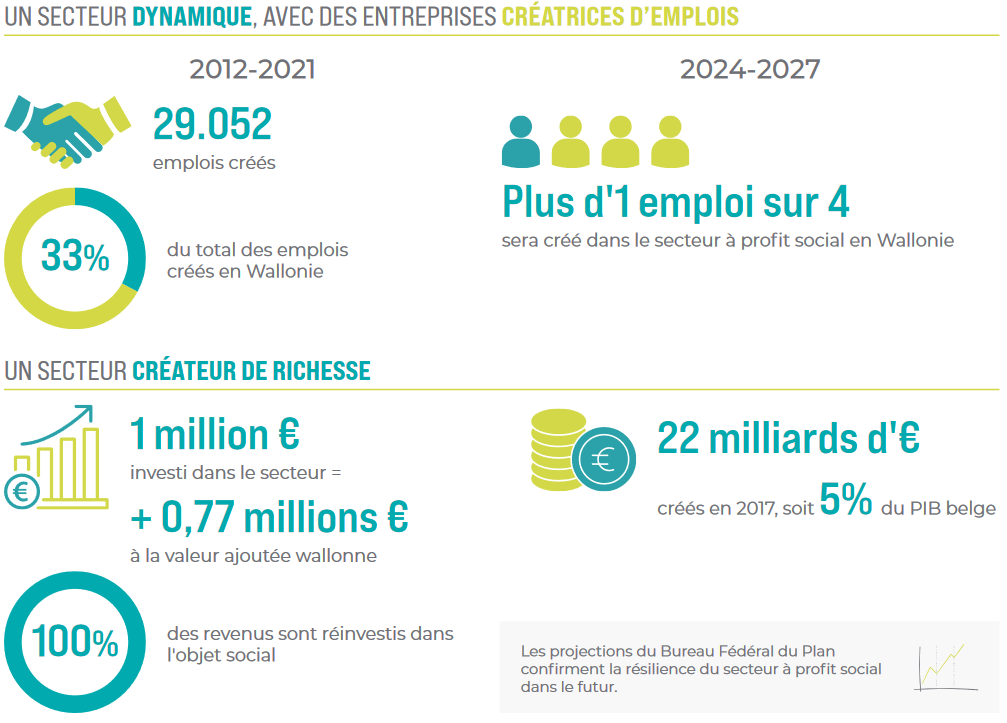 UN SECTEUR DYNAMIQUE, AVEC DES ENTREPRISES CRÉATRICES D'EMPLOIS
2012-2021
29.052
emplois créés
33%
du total des emplois
créés en Wallonie
2024-2027
Plus d'1 emploi sur 4
sera créé dans le secteur à profit social en Wallonie
UN SECTEUR CRÉATEUR DE RICHESSE
€
1 million €
investi dans le secteur =
+ 0,77 millions €
à la valeur ajoutée wallonne
100%
des revenus sont réinvestis dans
l'objet social
€
22 milliards d'€
créés en 2017, soit 5% du PIB belge
Les projections du Bureau Fédéral du Plan
confirment la résilience du secteur à profit social
dans le futur.